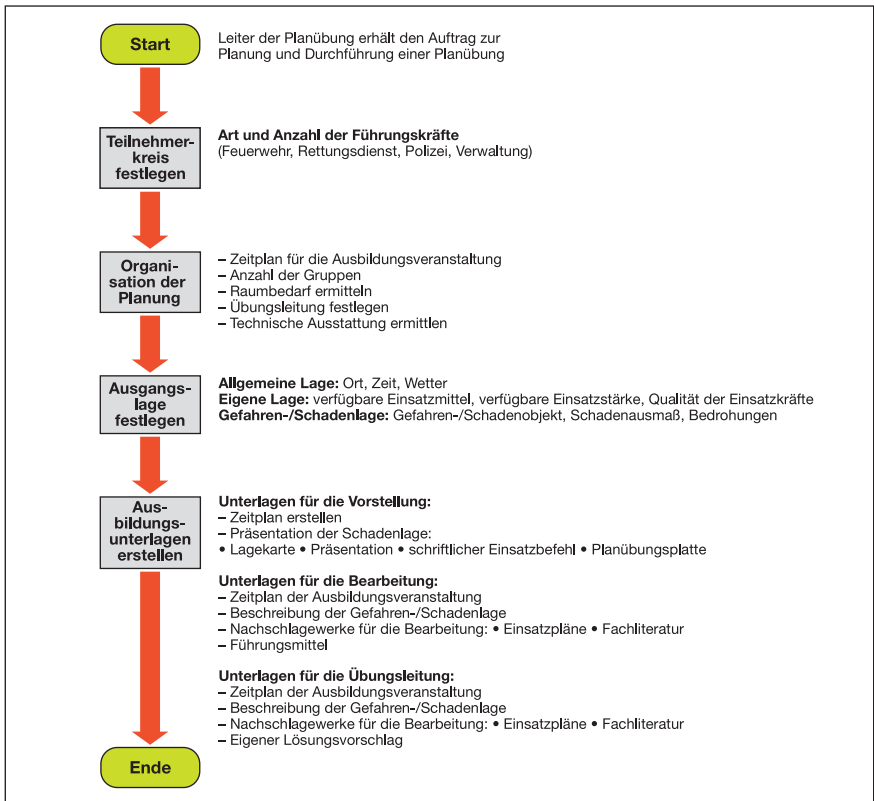 Start
Leiter der Planübung erhält den Auftrag zur
Planung und Durchführung einer Planübung
Teilnehmer-
kreis
festlegen
Art und Anzahl der Führungskräfte
(Feuerwehr, Rettungsdienst, Polizei, Verwaltung)
Organi-
sation der
Planung
– Zeitplan für die Ausbildungsveranstaltung
– Anzahl der Gruppen
– Raumbedarf ermitteln
– Übungsleitung festlegen
– Technische Ausstattung ermittlen
Ausgangs-
lage
festlegen
Allgemeine Lage: Ort, Zeit, Wetter
Eigene Lage: verfügbare Einsatzmittel, verfügbare Einsatzstärke, Qualität der Einsatzkräfte
Gefahren-/Schadenlage: Gefahren-/Schadenobjekt, Schadenausmaß, Bedrohungen
Aus-
bildungs-
unterlagen
erstellen
Unterlagen für die Vorstellung:
– Zeitplan erstellen
– Präsentation der Schadenlage:
• Lagekarte • Präsentation • schriftlicher Einsatzbefehl • Planübungsplatte
Unterlagen für die Bearbeitung:
– Zeitplan der Ausbildungsveranstaltung
– Beschreibung der Gefahren-/Schadenlage
– Nachschlagewerke für die Bearbeitung: • Einsatzpläne • Fachliteratur
– Führungsmittel
Unterlagen für die Übungsleitung:
– Zeitplan der Ausbildungsveranstaltung
– Beschreibung der Gefahren-/Schadenlage
– Nachschlagewerke für die Bearbeitung: • Einsatzpläne • Fachliteratur
– Eigener Lösungsvorschlag
Ende